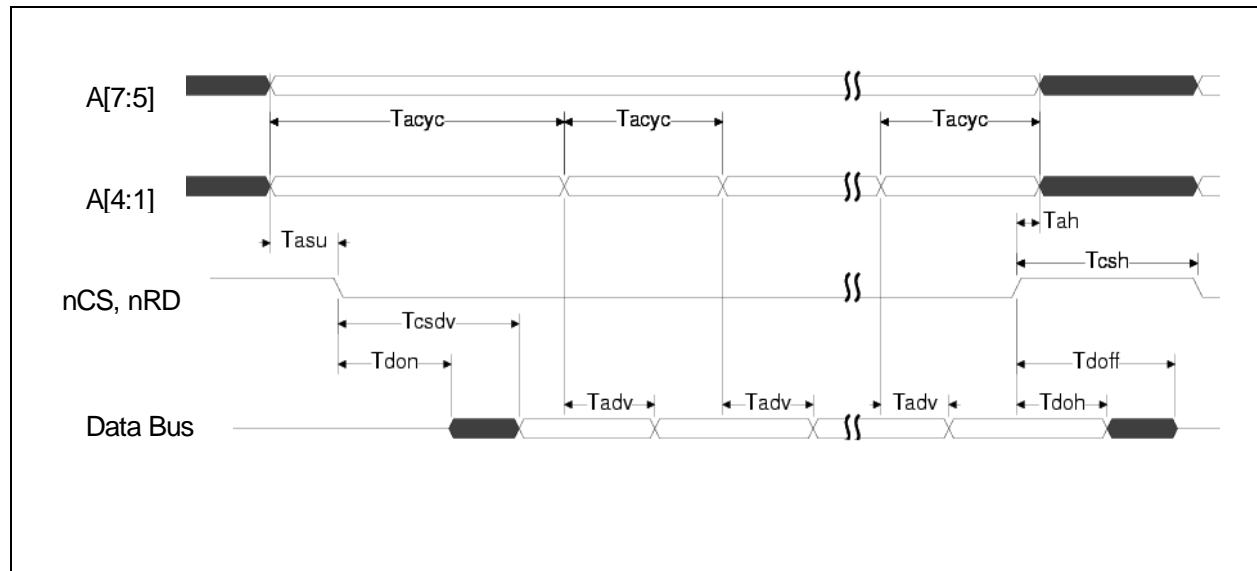 A[7:5]
Tacyc Tacyc Tacyc
A[4:1]
Tah
Tasu
Tcsh
nCS, nRD
Tcsdv
Tdon Tdoff
Tadv Tadv Tadv Tdoh
Data Bus